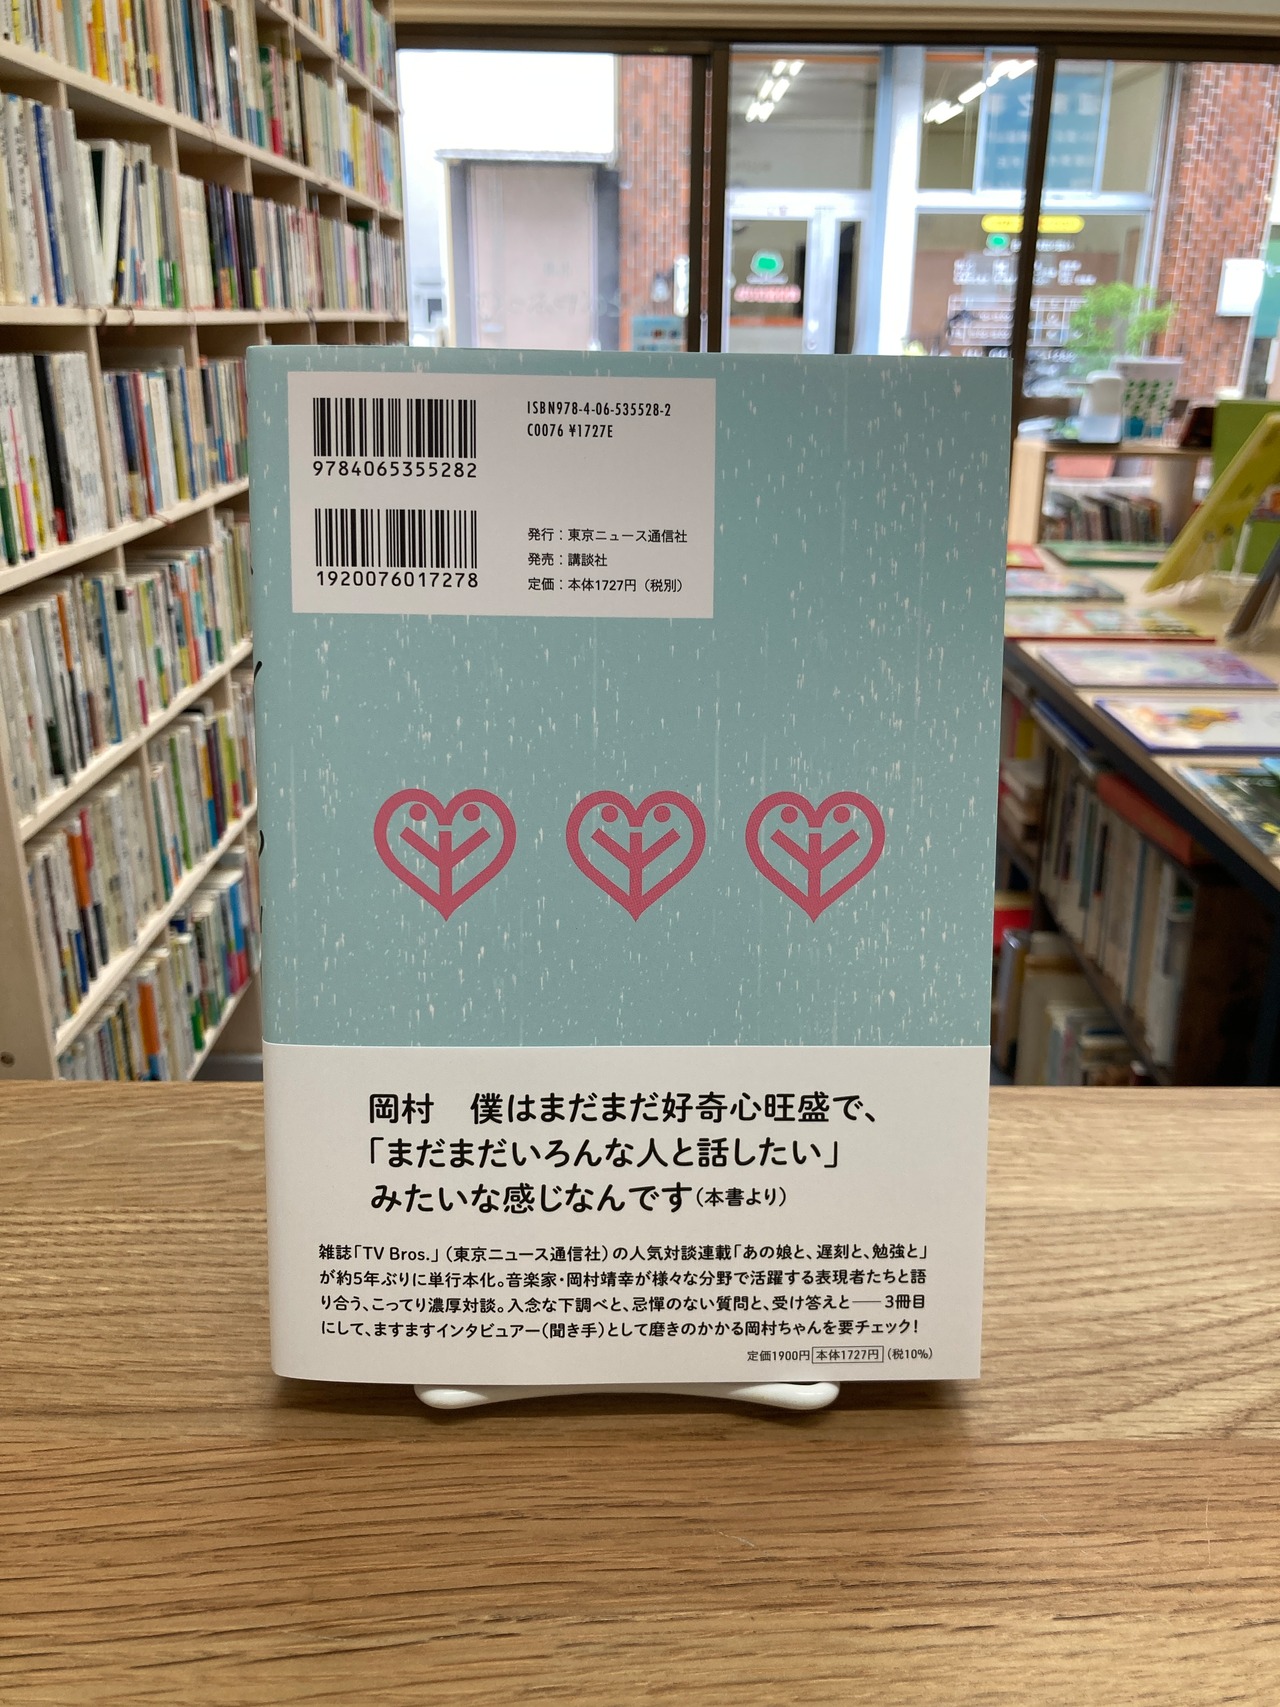 ISBN978-4-06-535528-2
C0076 ¥1727E
9784065355282
1920076017278
発行：東京ニュース通信社
発売：講談社
定価：本体1727円（税別）
岡村　僕はまだまだ好奇心旺盛で、
「まだまだいろんな人と話したい」
みたいな感じなんです（本書より）
雑誌「TV Bros.」（東京ニュース通信社）の人気対談連載「あの娘と、遅刻と、勉強と」
が約5年ぶりに単行本化。音楽家・岡村靖幸が様々な分野で活躍する表現者たちと語
り合う、こってり濃厚対談。入念な下調べと、忌憚のない質問と、受け答えと── 3冊目
にして、ますますインタビュアー（聞き手）として磨きのかかる岡村ちゃんを要チェック！
定価1900円 本体1727円（税10%）